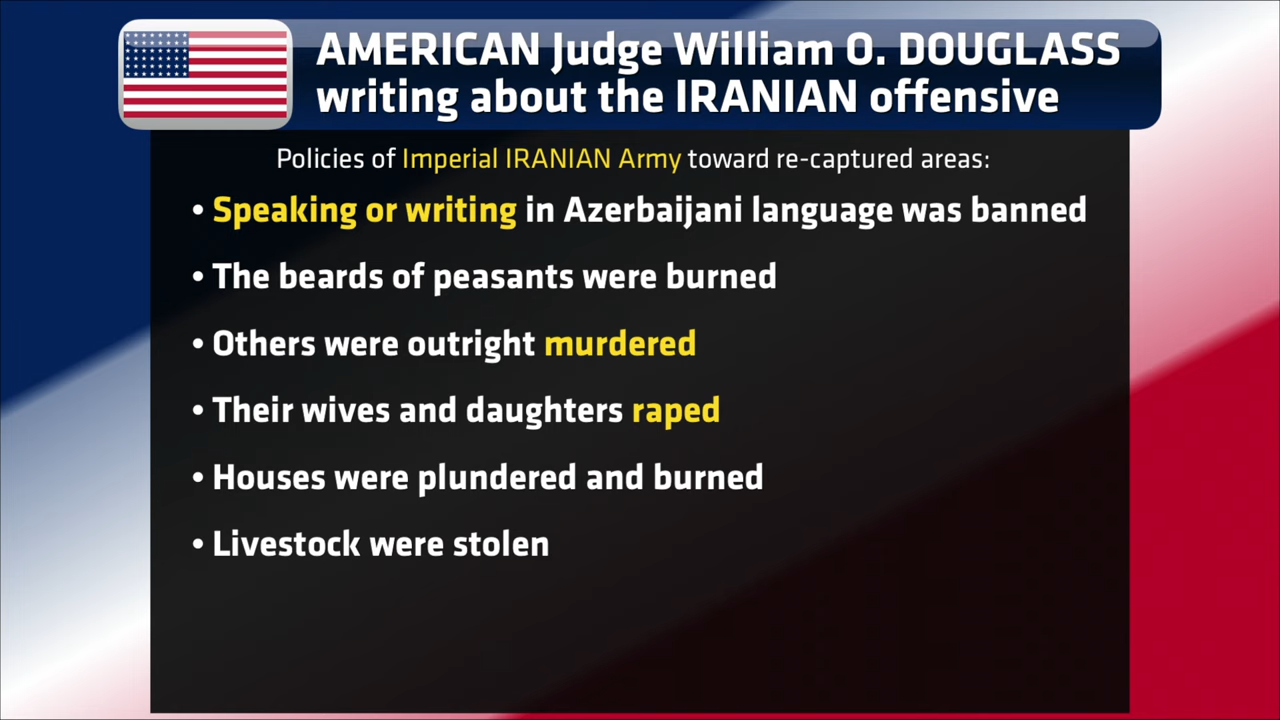 AMERICAN Judge William O. DOUGLASS
writing about the IRANIAN offensive
Policies of Imperial IRANIAN Army toward re-captured areas:
• Speaking or writing in Azerbaijani language was banned
• The beards of peasants were burned
• Others were outright murdered
• Their wives and daughters raped
• Houses were plundered and burned
• Livestock were stolen